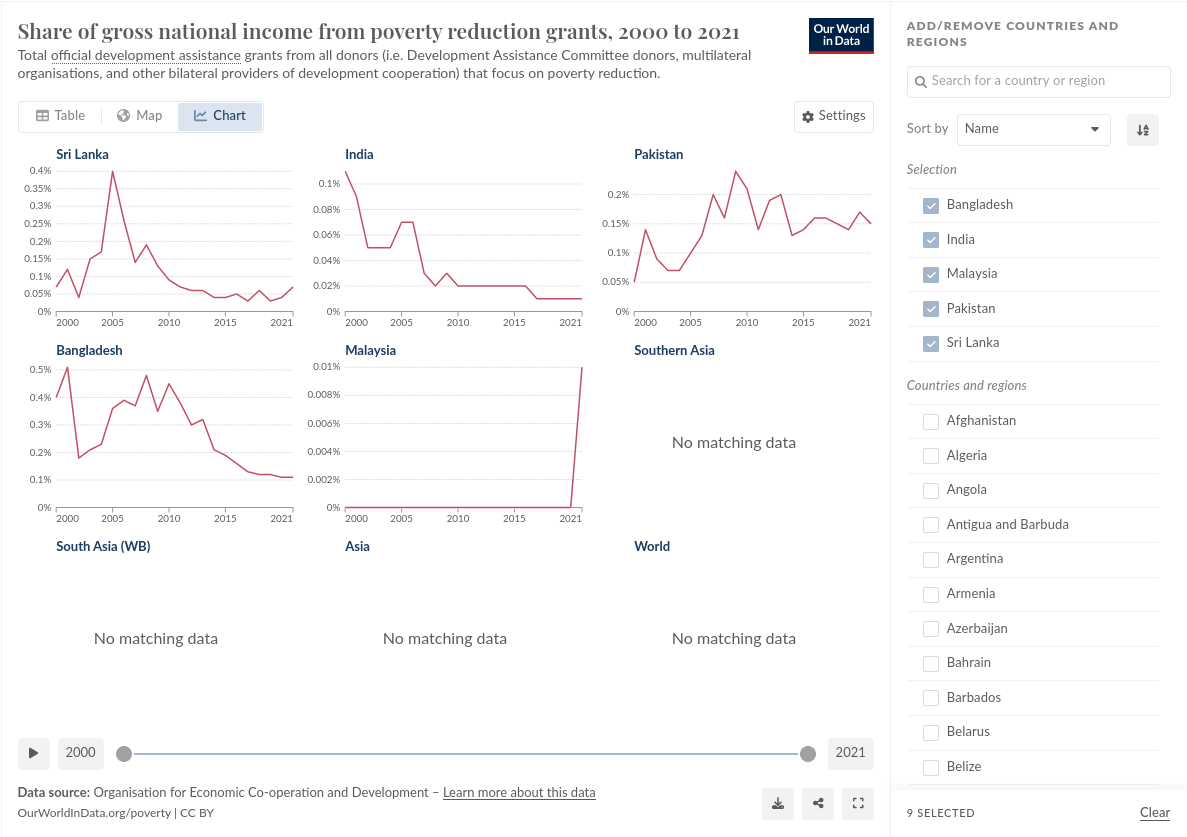 Share of gross national income from poverty reduction grants, 2000 to 2021
Our World
in Data
Total official development assistance grants from all donors (i.e. Development Assistance Committee donors, multilateral
organisations, and other bilateral providers of development cooperation) that focus on poverty reduction.
Table
Map
Chart
Settings
Sri Lanka
0.4%
0.35%
0.3%
0.25%
0.2%
0.15%
0.1%
0.05%
0%
2000 2005 2010 2015 2021
India
0.1%
0.08%
0.06%
0.04%
0.02%
0%
2000 2005 2010 2015 2021
Pakistan
0.2%
0.15%
0.1%
0.05%
0%
2000 2005 2010 2015 2021
Bangladesh
0.5%
0.4%
0.3%
0.2%
0.1%
0%
2000 2005 2010 2015 2021
Malaysia
0.01%
0.008%
0.006%
0.004%
0.002%
0%
2000 2005 2010 2015 2021
Southern Asia
No matching data
South Asia (WB)
No matching data
Asia
No matching data
World
No matching data
2000
2021
Data source: Organisation for Economic Co-operation and Development – Learn more about this data
OurWorldInData.org/poverty | CC BY
ADD/REMOVE COUNTRIES AND
REGIONS
Search for a country or region
Sort by
Name
Selection
Bangladesh
India
Malaysia
Pakistan
Sri Lanka
Countries and regions
Afghanistan
Algeria
Angola
Antigua and Barbuda
Argentina
Armenia
Azerbaijan
Bahrain
Barbados
Belarus
Belize
9 SELECTED
Clear